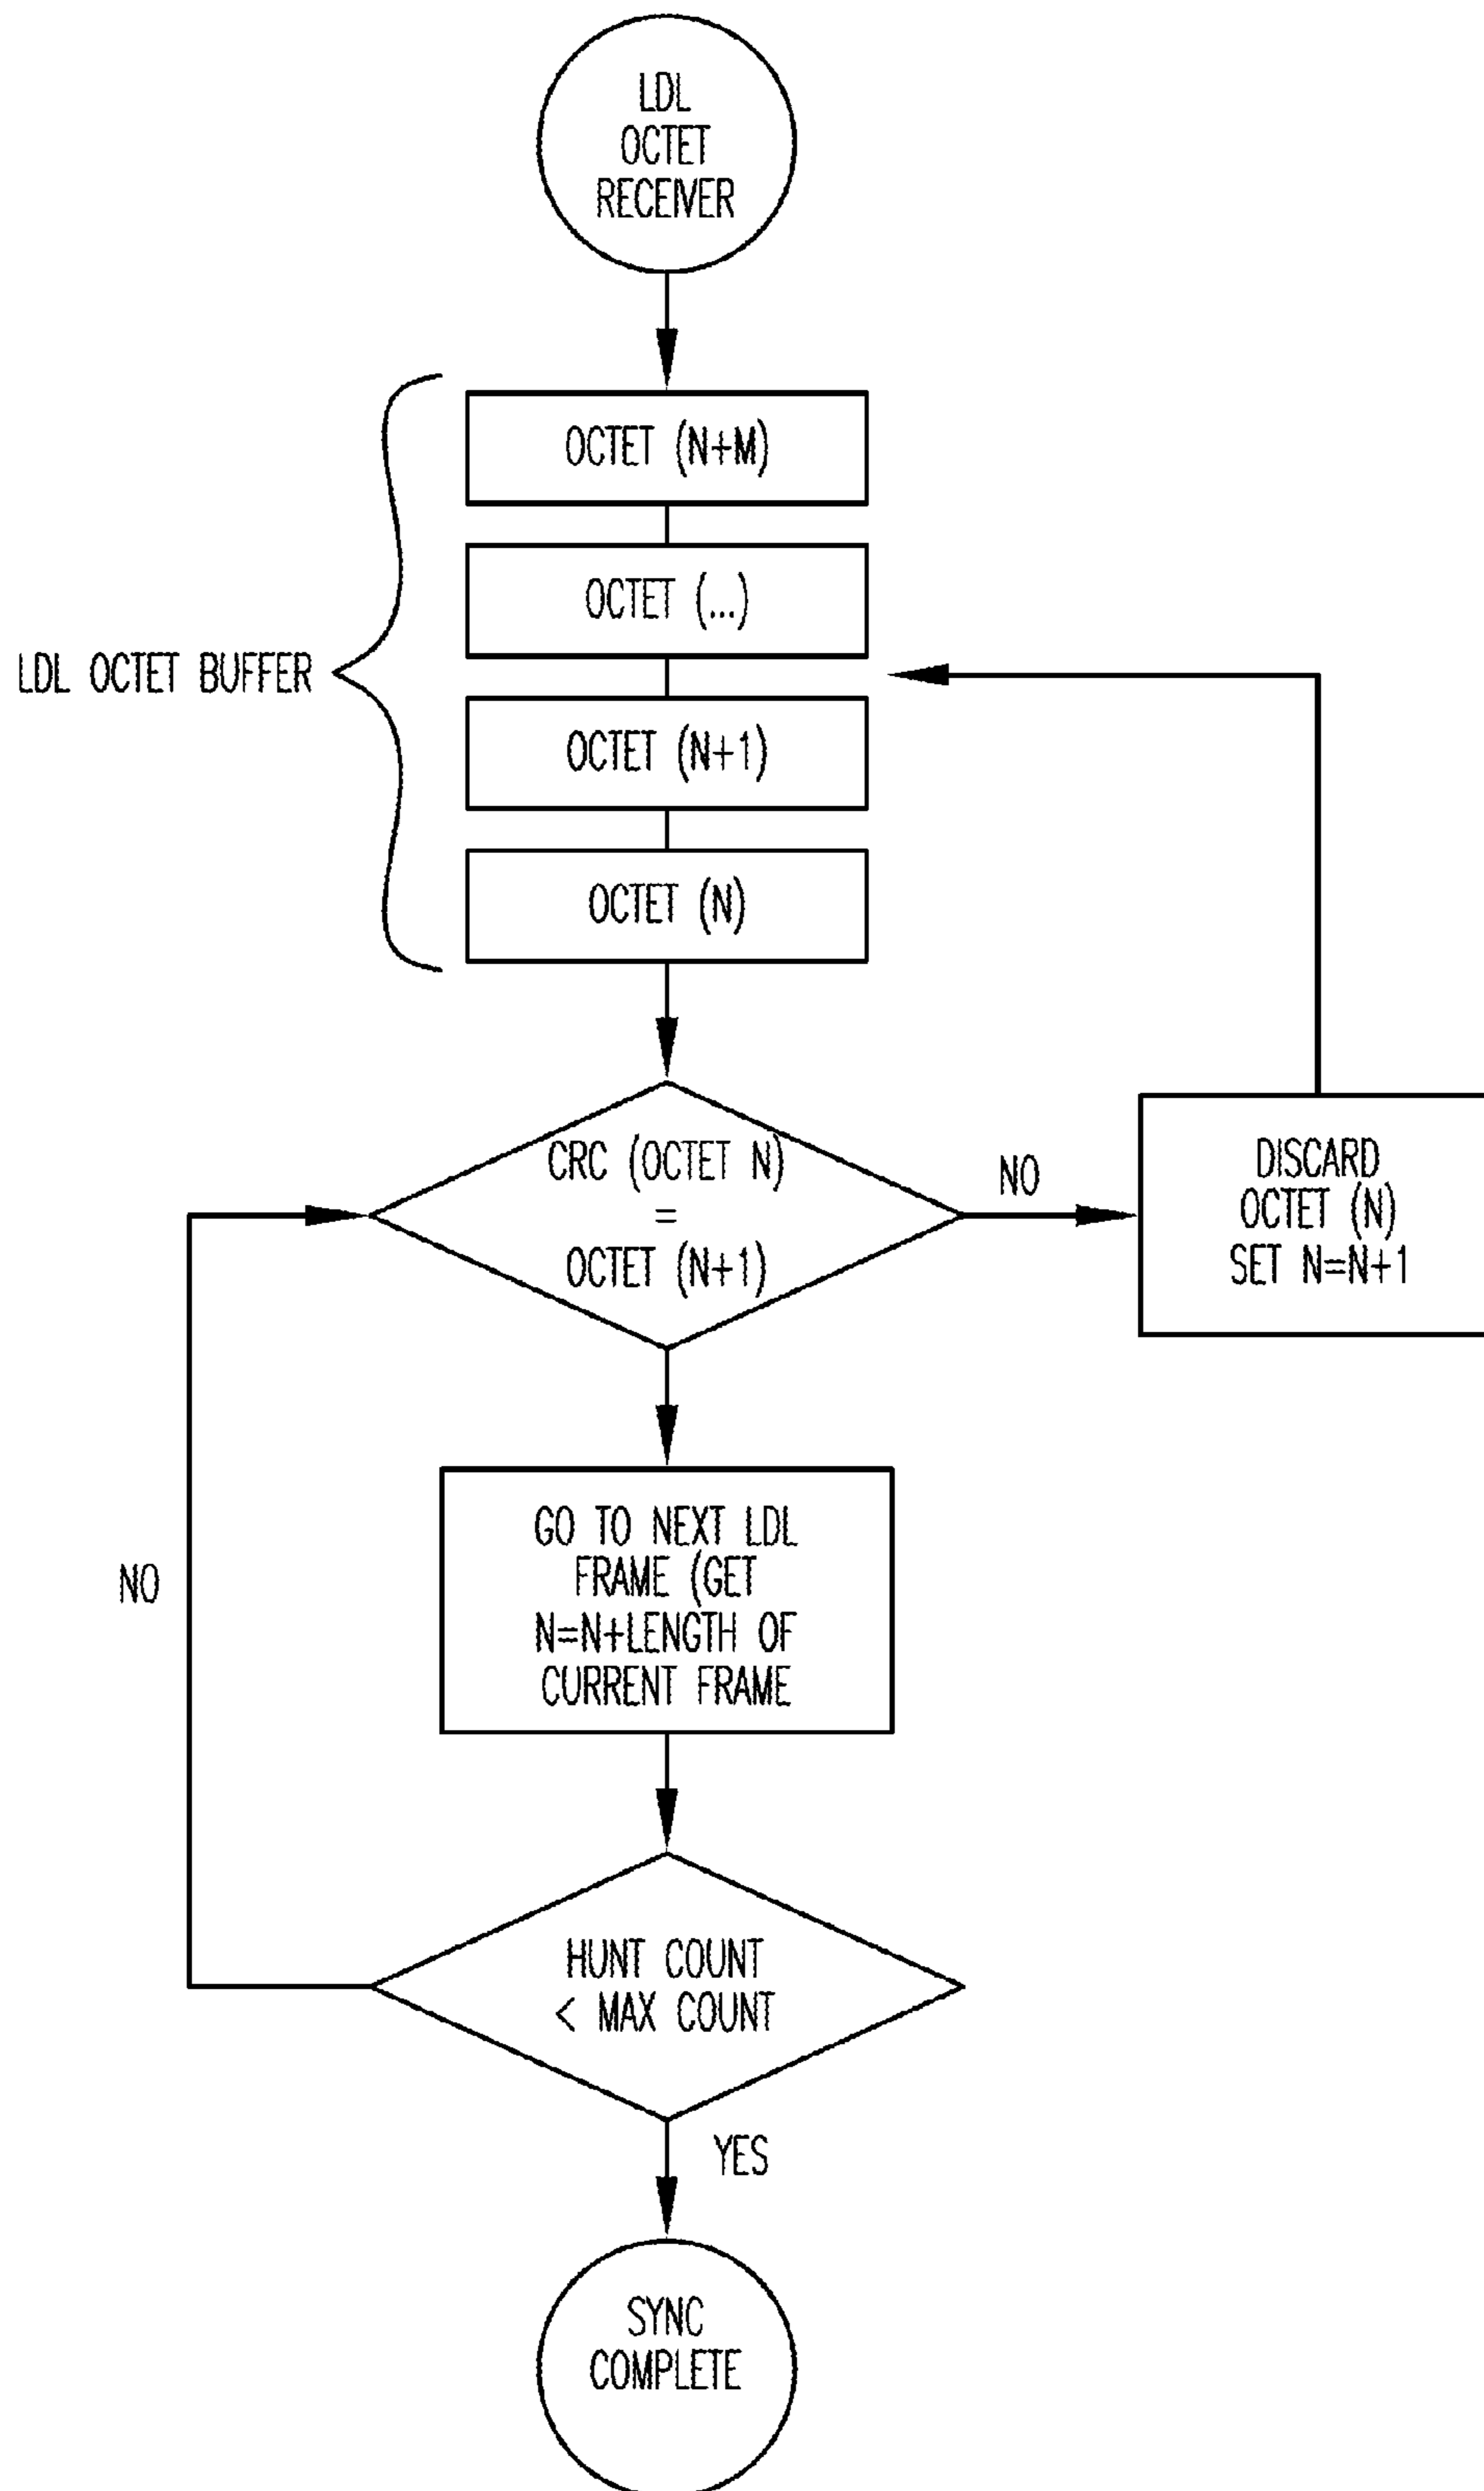 LDL
OCTET
RECEIVER
OCTET (N+M)
OCTET (...)
LDL OCTET BUFFER
OCTET (N+1)
OCTET (N)
CRC (OCTET N)
=
OCTET (N+1)
NO
DISCARD
OCTET (N)
SET N=N+1
GO TO NEXT LDL
FRAME (GET
N=N+LENGTH OF
CURRENT FRAME
NO
HUNT COUNT
< MAX COUNT
YES
SYNC
COMPLETE